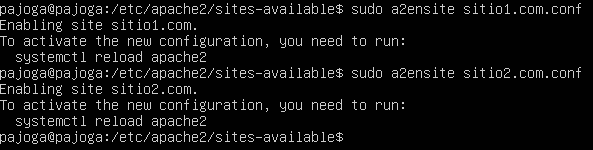 pajoga@pajoga:/etc/apache2/sites-available$ sudo a2ensite sitio1.com.conf
Enabling site sitio1.com.
To activate the new configuration, you need to run:
  systemctl reload apache2
pajoga@pajoga:/etc/apache2/sites-available$ sudo a2ensite sitio2.com.conf
Enabling site sitio2.com.
To activate the new configuration, you need to run:
  systemctl reload apache2
pajoga@pajoga:/etc/apache2/sites-available$